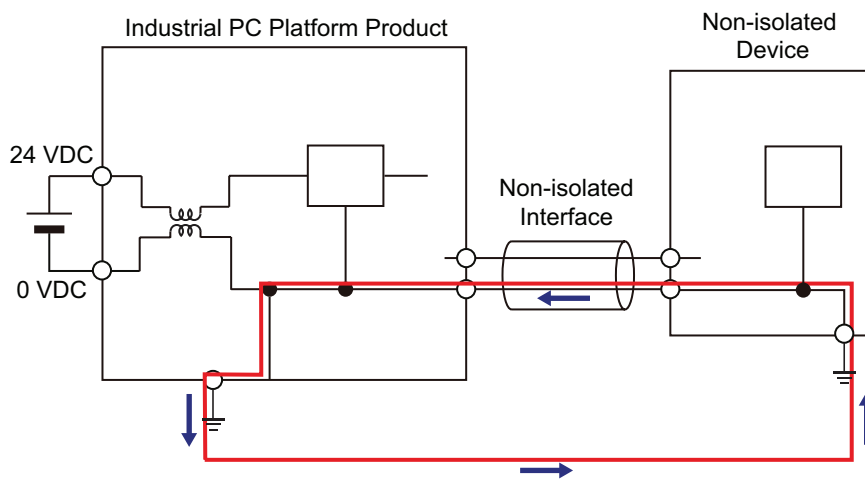 Industrial PC Platform Product
Non-isolated
Device
24 VDC
Non-isolated
Interface
0 VDC